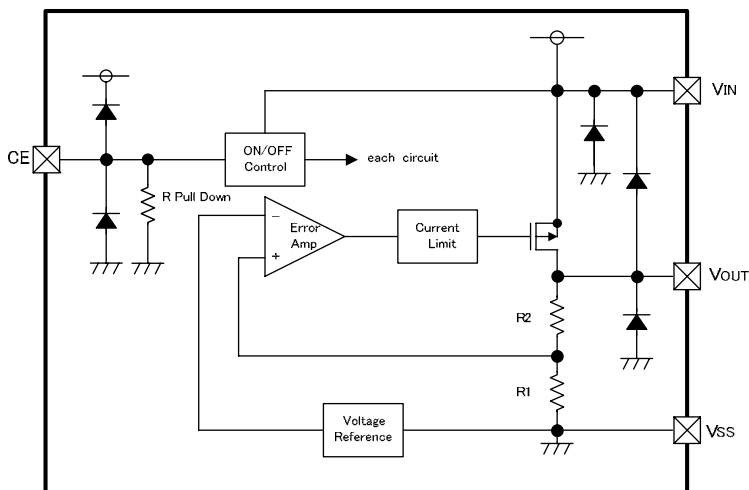 VIN
CE
ON/OFF
Control
each circuit
R Pull Down
−
Error
Amp
+
Current
Limit
VOUT
R2
R1
Voltage
Reference
VSS